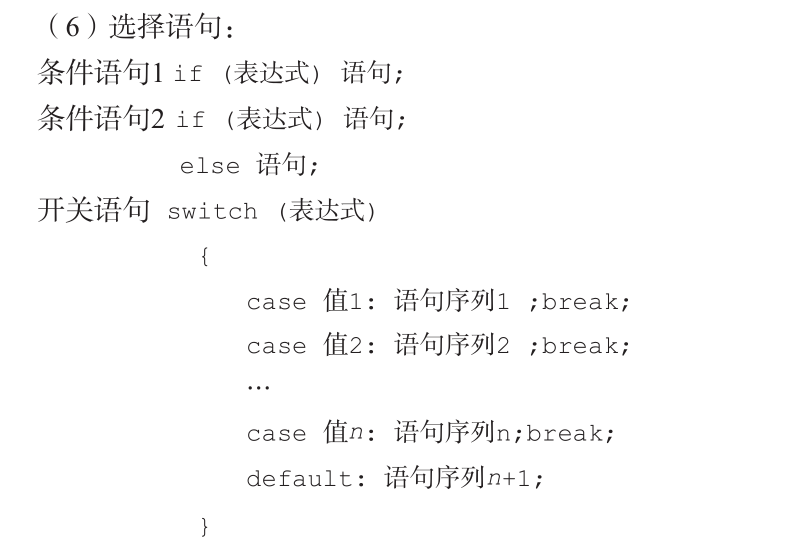 （6）选择语句：
条件语句1 if (表达式) 语句;
条件语句2 if (表达式) 语句;
else 语句;
开关语句 switch (表达式)
{
case 值1: 语句序列1 ;break;
case 值2: 语句序列2 ;break;
…
case 值n: 语句序列n;break;
default: 语句序列n+1;
}